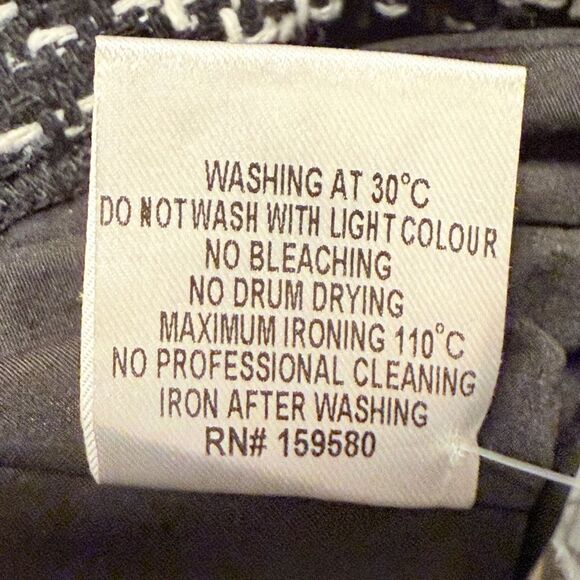 WASHING AT 30°C
DO NOT WASH WITH LIGHT COLOUR
NO BLEACHING
NO DRUM DRYING
MAXIMUM IRONING 110°C
NO PROFESSIONAL CLEANING
IRON AFTER WASHING
RN# 159580